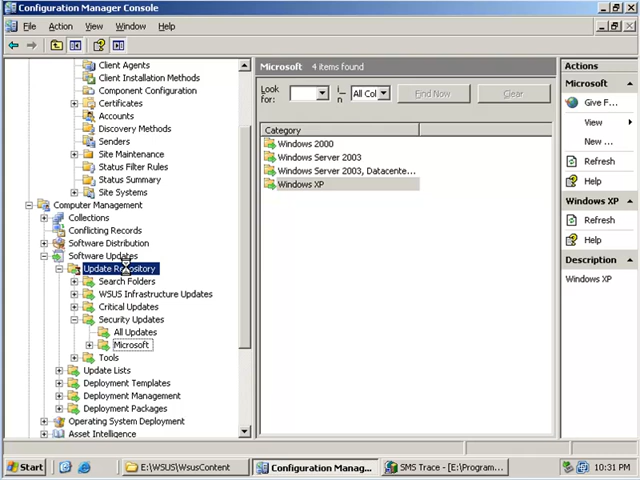 Configuration Manager Console
File Action View Window Help
Client Agents
Client Installation Methods
Component Configuration
Certificates
Accounts
Discovery Methods
Senders
Site Maintenance
Status Filter Rules
Status Summary
Site Systems
Computer Management
Collections
Conflicting Records
Software Distribution
Software Updates
Update Repository
Search Folders
WSUS Infrastructure Updates
Critical Updates
Security Updates
All Updates
Microsoft
Tools
Update Lists
Deployment Templates
Deployment Management
Deployment Packages
Operating System Deployment
Asset Intelligence
Microsoft 4 items found
Look for: i_n All Col Find Now Clear
Category
Windows 2000
Windows Server 2003
Windows Server 2003, Datacente...
Windows XP
Actions
Microsoft
Give F...
View
New ...
Refresh
Help
Windows XP
Refresh
Help
Description
Windows XP
Start E:\WSUS\WsusContent Configuration Manag... SMS Trace - [E:\Program... 10:31 PM